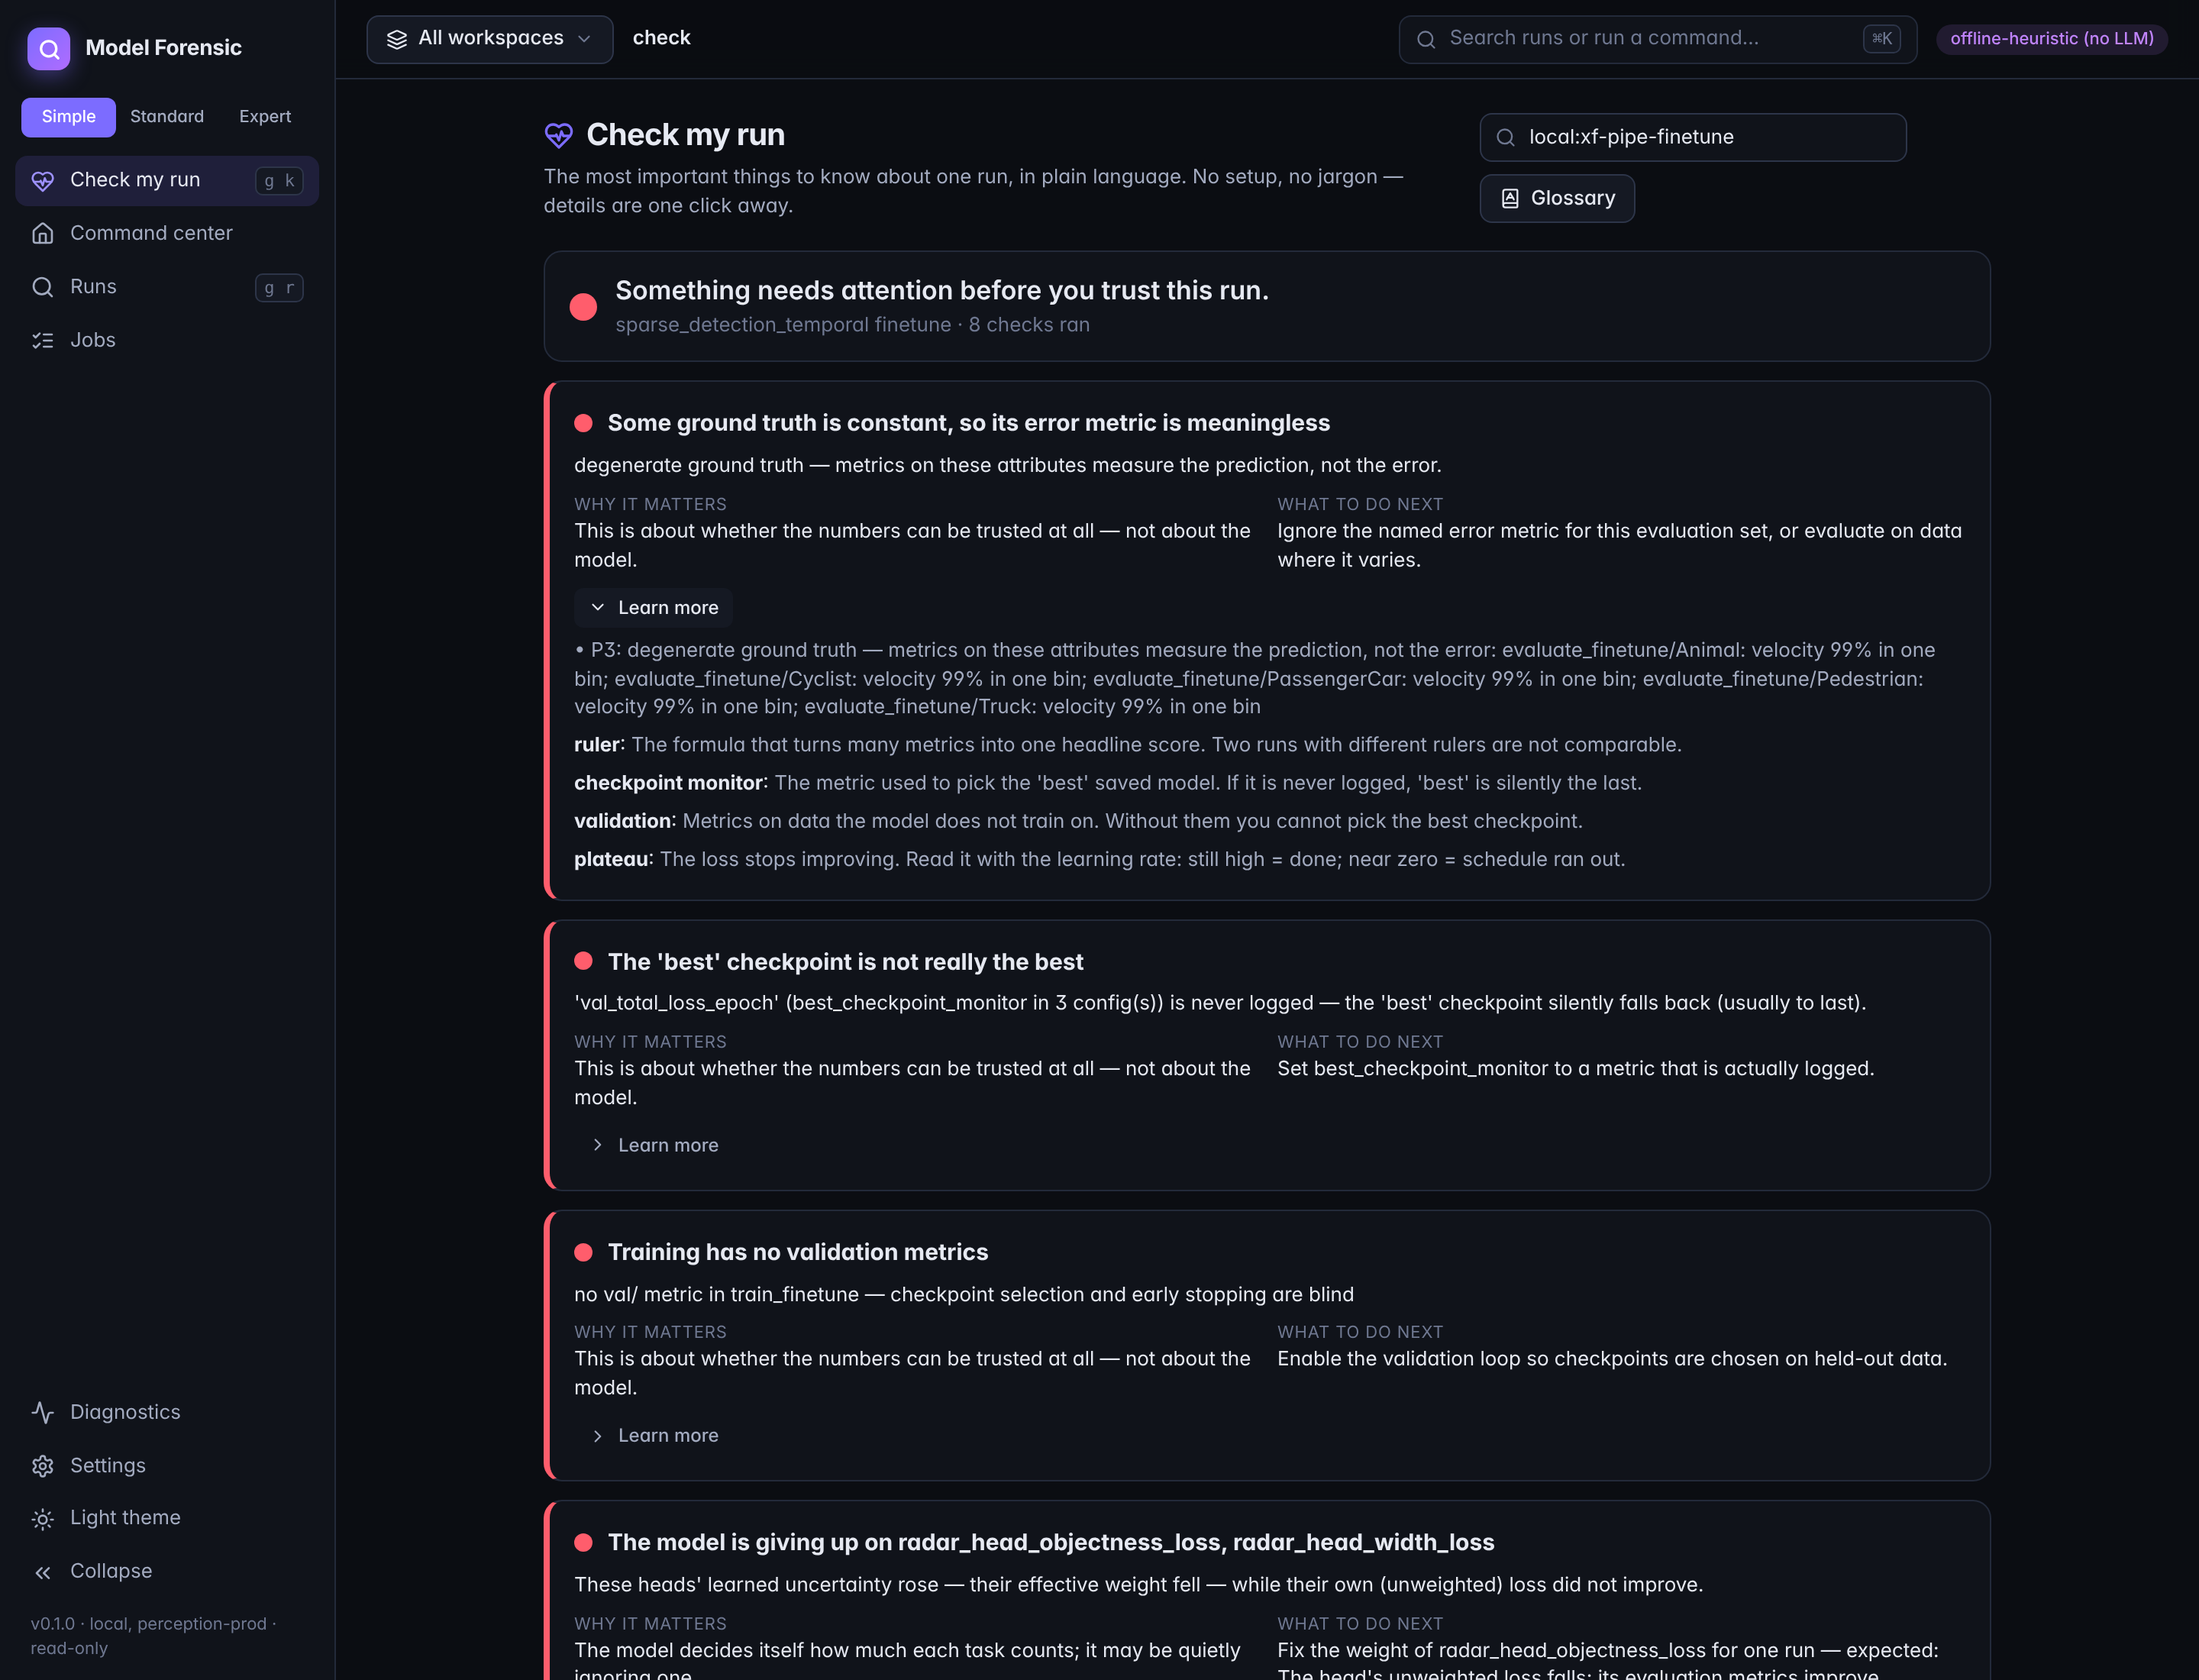 Model Forensic
Simple
Standard
Expert
Check my run
g k
Command center
Runs
g r
Jobs
Diagnostics
Settings
Light theme
Collapse
v0.1.0 · local, perception-prod ·
read-only
All workspaces
check
Search runs or run a command...
⌘K
offline-heuristic (no LLM)
Check my run
The most important things to know about one run, in plain language. No setup, no jargon —
details are one click away.
local:xf-pipe-finetune
Glossary
Something needs attention before you trust this run.
sparse_detection_temporal finetune · 8 checks ran
Some ground truth is constant, so its error metric is meaningless
degenerate ground truth — metrics on these attributes measure the prediction, not the error.
WHY IT MATTERS
This is about whether the numbers can be trusted at all — not about the
model.
WHAT TO DO NEXT
Ignore the named error metric for this evaluation set, or evaluate on data
where it varies.
Learn more
• P3: degenerate ground truth — metrics on these attributes measure the prediction, not the error: evaluate_finetune/Animal: velocity 99% in one
bin; evaluate_finetune/Cyclist: velocity 99% in one bin; evaluate_finetune/PassengerCar: velocity 99% in one bin; evaluate_finetune/Pedestrian:
velocity 99% in one bin; evaluate_finetune/Truck: velocity 99% in one bin
ruler: The formula that turns many metrics into one headline score. Two runs with different rulers are not comparable.
checkpoint monitor: The metric used to pick the 'best' saved model. If it is never logged, 'best' is silently the last.
validation: Metrics on data the model does not train on. Without them you cannot pick the best checkpoint.
plateau: The loss stops improving. Read it with the learning rate: still high = done; near zero = schedule ran out.
The 'best' checkpoint is not really the best
'val_total_loss_epoch' (best_checkpoint_monitor in 3 config(s)) is never logged — the 'best' checkpoint silently falls back (usually to last).
WHY IT MATTERS
This is about whether the numbers can be trusted at all — not about the
model.
WHAT TO DO NEXT
Set best_checkpoint_monitor to a metric that is actually logged.
Learn more
Training has no validation metrics
no val/ metric in train_finetune — checkpoint selection and early stopping are blind
WHY IT MATTERS
This is about whether the numbers can be trusted at all — not about the
model.
WHAT TO DO NEXT
Enable the validation loop so checkpoints are chosen on held-out data.
Learn more
The model is giving up on radar_head_objectness_loss, radar_head_width_loss
These heads' learned uncertainty rose — their effective weight fell — while their own (unweighted) loss did not improve.
WHY IT MATTERS
The model decides itself how much each task counts; it may be quietly
ignoring one.
WHAT TO DO NEXT
Fix the weight of radar_head_objectness_loss for one run — expected:
The head's unweighted loss falls; its evaluation metrics improve.